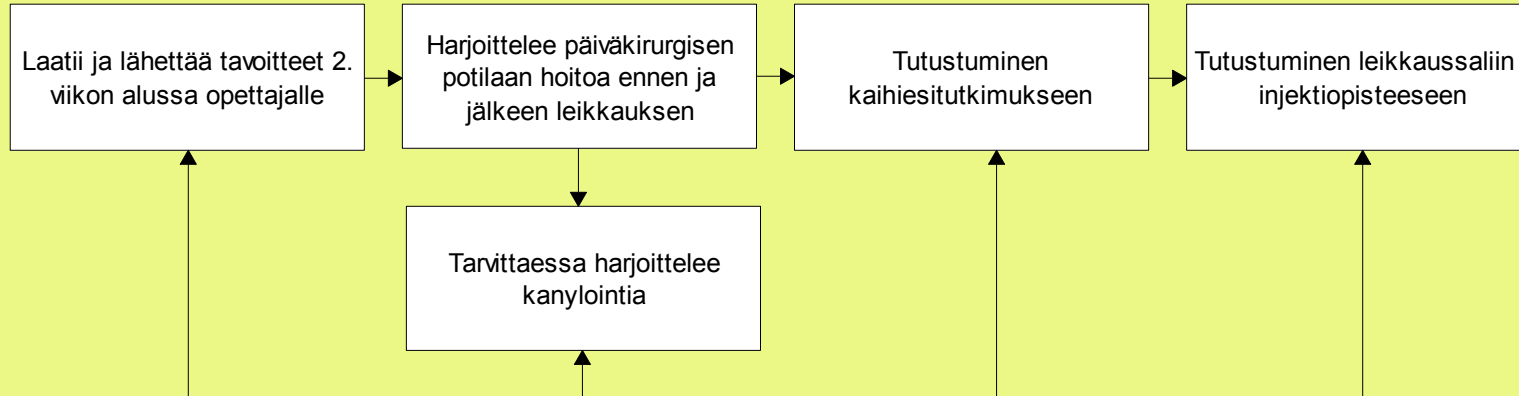 Laatii ja lähettää tavoitteet 2.
viikon alussa opettajalle
Harjoittelee päiväkirurgisen
potilaan hoitoa ennen ja
jälkeen leikkauksen
Tutustuminen
kaihiesitutkimukseen
Tutustuminen leikkaussaliin
injektiopisteeseen
Tarvittaessa harjoittelee
kanylointia